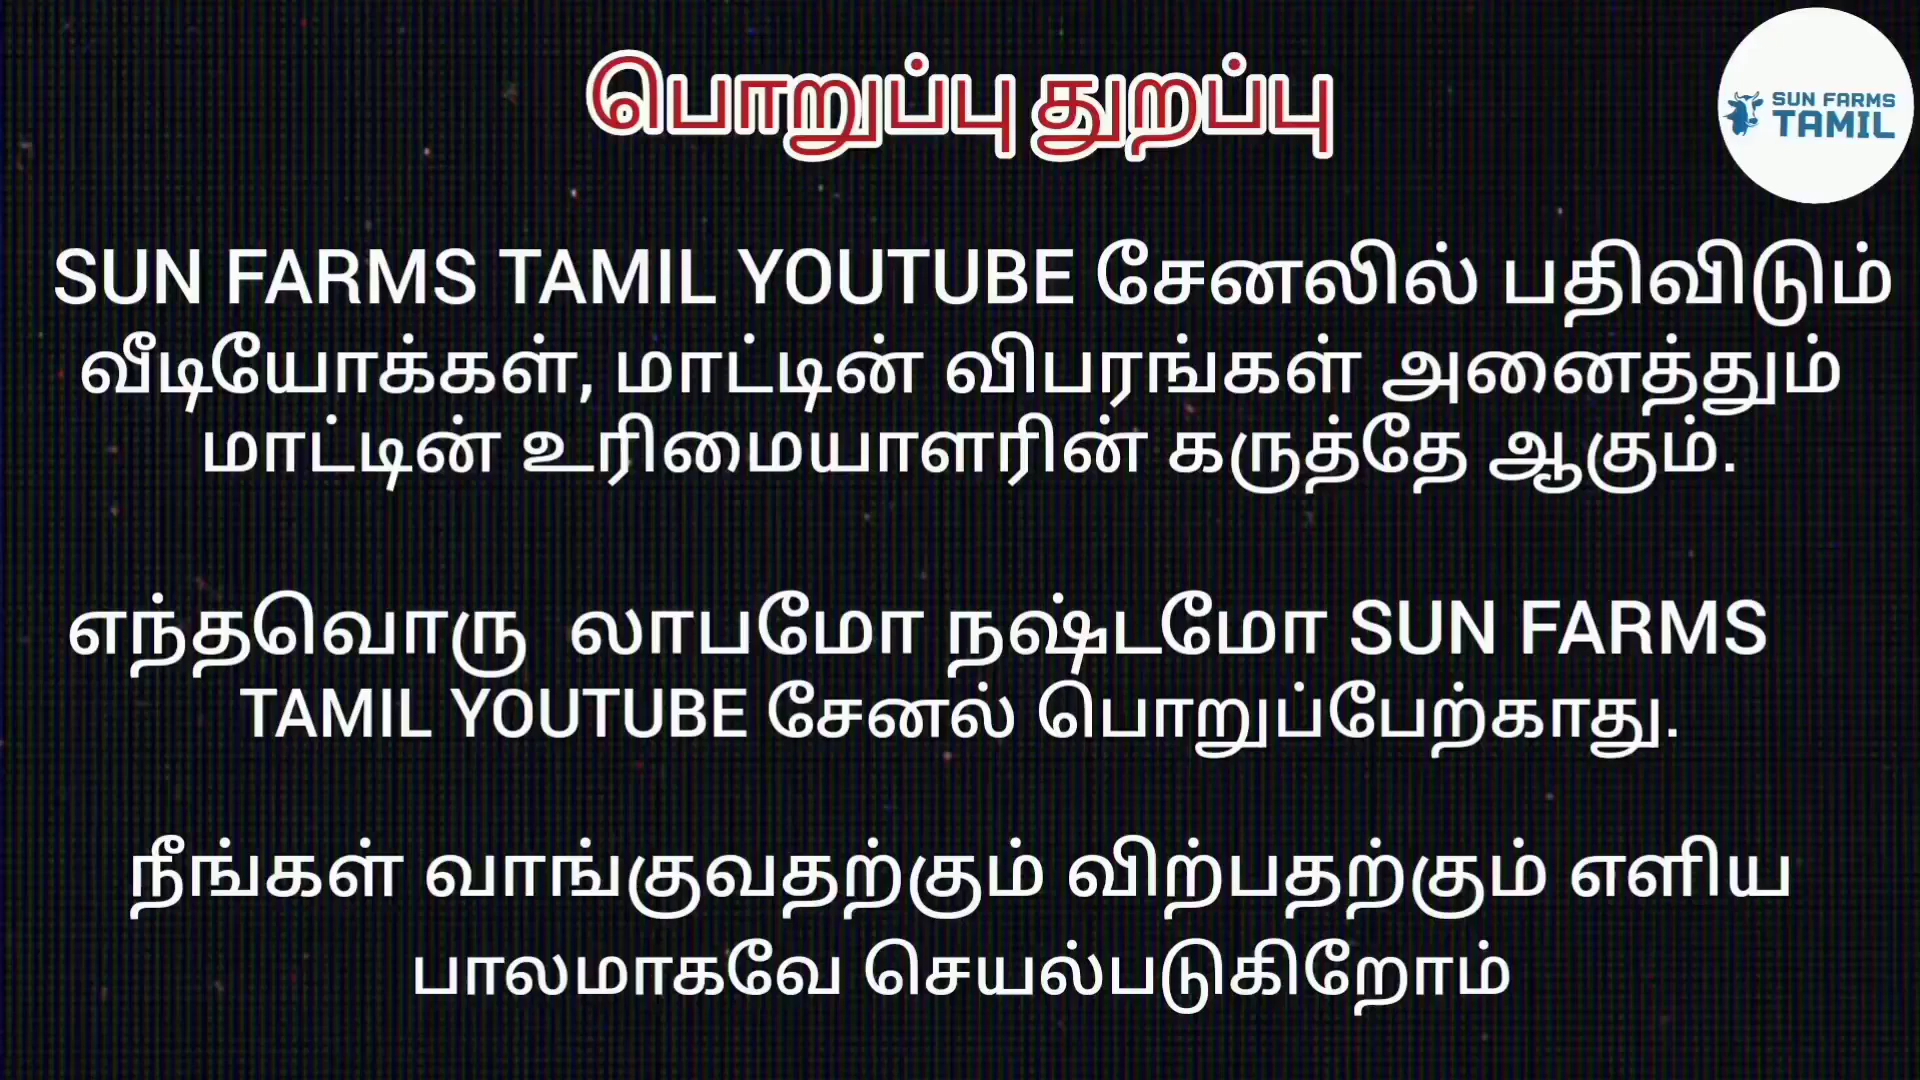 பொறுப்பு துறப்பு
SUN FARMS
TAMIL
SUN FARMS TAMIL YOUTUBE சேனலில் பதிவிடும்
வீடியோக்கள், மாட்டின் விபரங்கள் அனைத்தும்
மாட்டின் உரிமையாளரின் கருத்தே ஆகும்.
எந்தவொரு லாபமோ நஷ்டமோ SUN FARMS
TAMIL YOUTUBE சேனல் பொறுப்பேற்காது.
நீங்கள் வாங்குவதற்கும் விற்பதற்கும் எளிய
பாலமாகவே செயல்படுகிறோம்